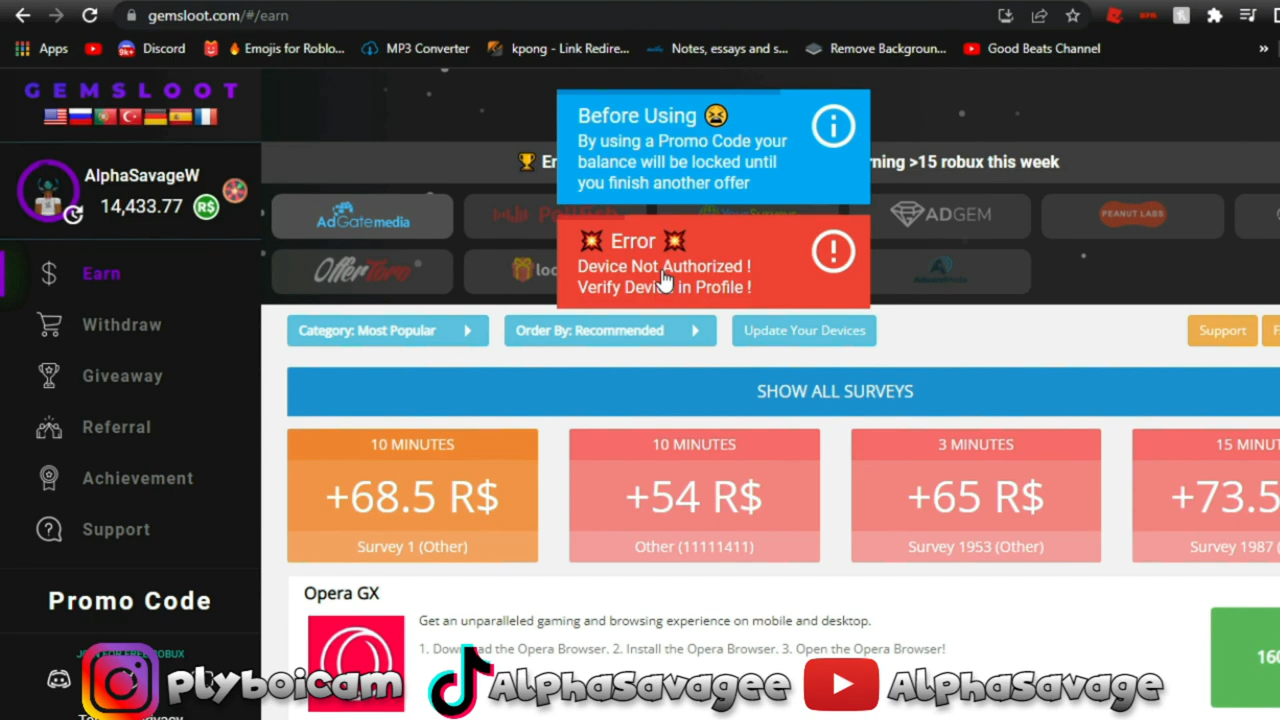 gemsloot.com/#/earn
Apps
Discord
Emojis for Roblo...
MP3 Converter
kpong - Link Redire...
Notes, essays and s...
Remove Backgroun...
Good Beats Channel
»
GEMSLOOT
Before Using 😫
By using a Promo Code your
balance will be locked until
you finish another offer
rning >15 robux this week
AlphaSavageW
14,433.77 R$
AdGatemedia
ADGEM
PEANUT LABS
💥 Error 💥
Device Not Authorized !
Verify Device in Profile !
OfferToro
Earn
Withdraw
Giveaway
Referral
Achievement
Support
Category: Most Popular
Order By: Recommended
Update Your Devices
Support
SHOW ALL SURVEYS
10 MINUTES
+68.5 R$
Survey 1 (Other)
10 MINUTES
+54 R$
Other (11111411)
3 MINUTES
+65 R$
Survey 1953 (Other)
15 MINUT
+73.5
Survey 1987 (
Promo Code
Opera GX
Get an unparalleled gaming and browsing experience on mobile and desktop.
1. Download the Opera Browser. 2. Install the Opera Browser. 3. Open the Opera Browser!
160
plyboicam
AlphaSavagee
AlphaSavage